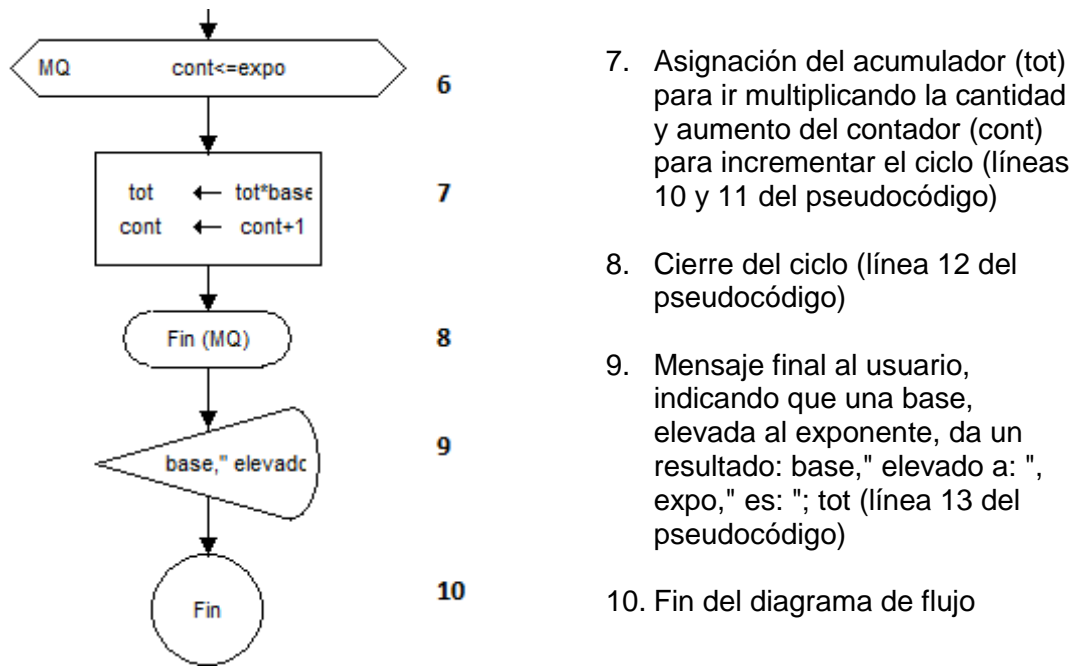 MQ cont<=expo
6
tot ← tot*base
cont ← cont+1
7
Fin (MQ)
8
base," elevado
9
Fin
10
7. Asignación del acumulador (tot)
para ir multiplicando la cantidad
y aumento del contador (cont)
para incrementar el ciclo (líneas
10 y 11 del pseudocódigo)
8. Cierre del ciclo (línea 12 del
pseudocódigo)
9. Mensaje final al usuario,
indicando que una base,
elevada al exponente, da un
resultado: base," elevado a: ",
expo," es: "; tot (línea 13 del
pseudocódigo)
10. Fin del diagrama de flujo